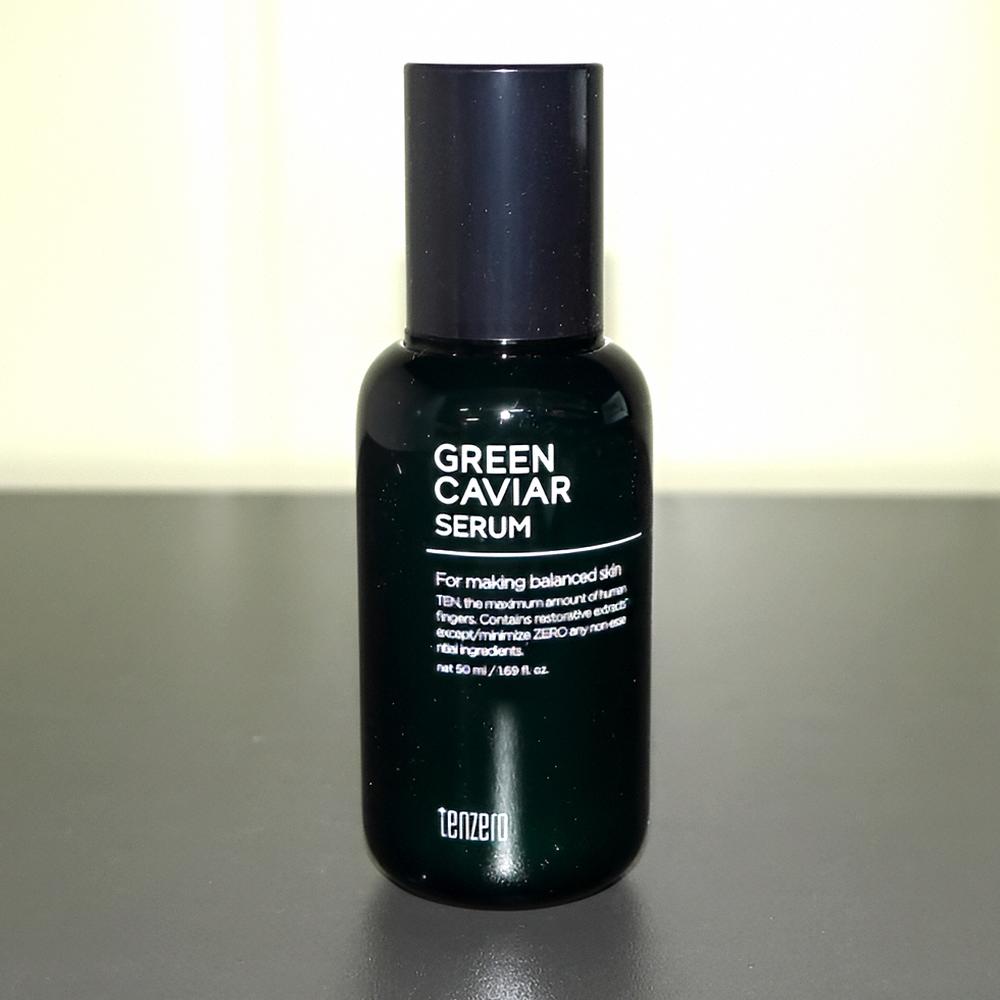 GREEN
CAVIAR
SERUM
For making balanced skin
TEN, the maximum amount of human
fingers. Contains restorative extracts
except/minimize ZERO any non-esse
ntial ingredients.
net 50 ml / 1.69 fl. oz.
tenzero